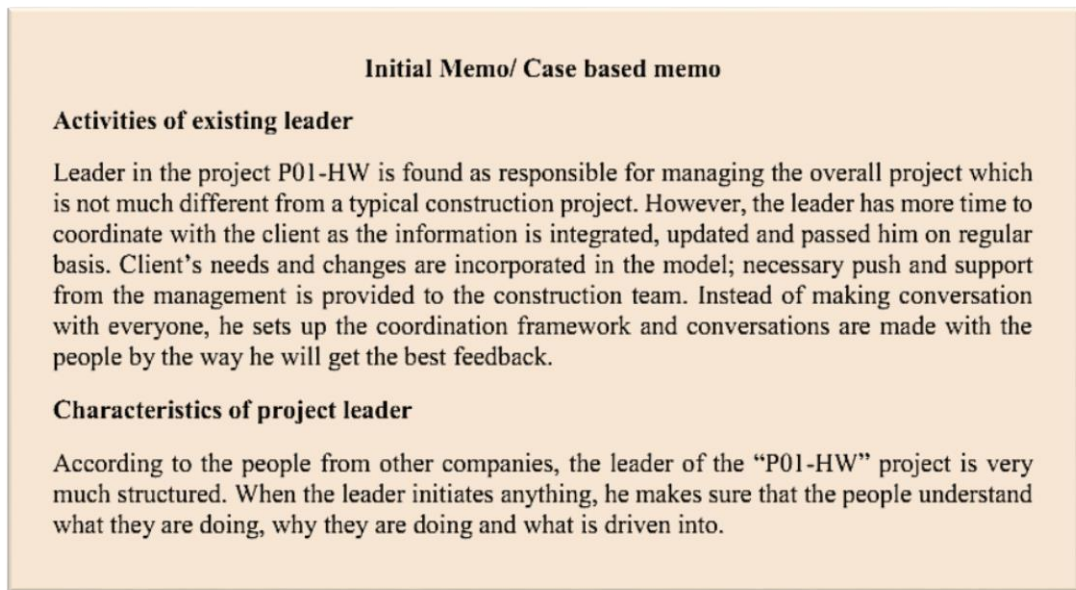 Initial Memo/ Case based memo
Activities of existing leader
Leader in the project P01-HW is found as responsible for managing the overall project which
is not much different from a typical construction project. However, the leader has more time to
coordinate with the client as the information is integrated, updated and passed him on regular
basis. Client’s needs and changes are incorporated in the model; necessary push and support
from the management is provided to the construction team. Instead of making conversation
with everyone, he sets up the coordination framework and conversations are made with the
people by the way he will get the best feedback.
Characteristics of project leader
According to the people from other companies, the leader of the “P01-HW” project is very
much structured. When the leader initiates anything, he makes sure that the people understand
what they are doing, why they are doing and what is driven into.